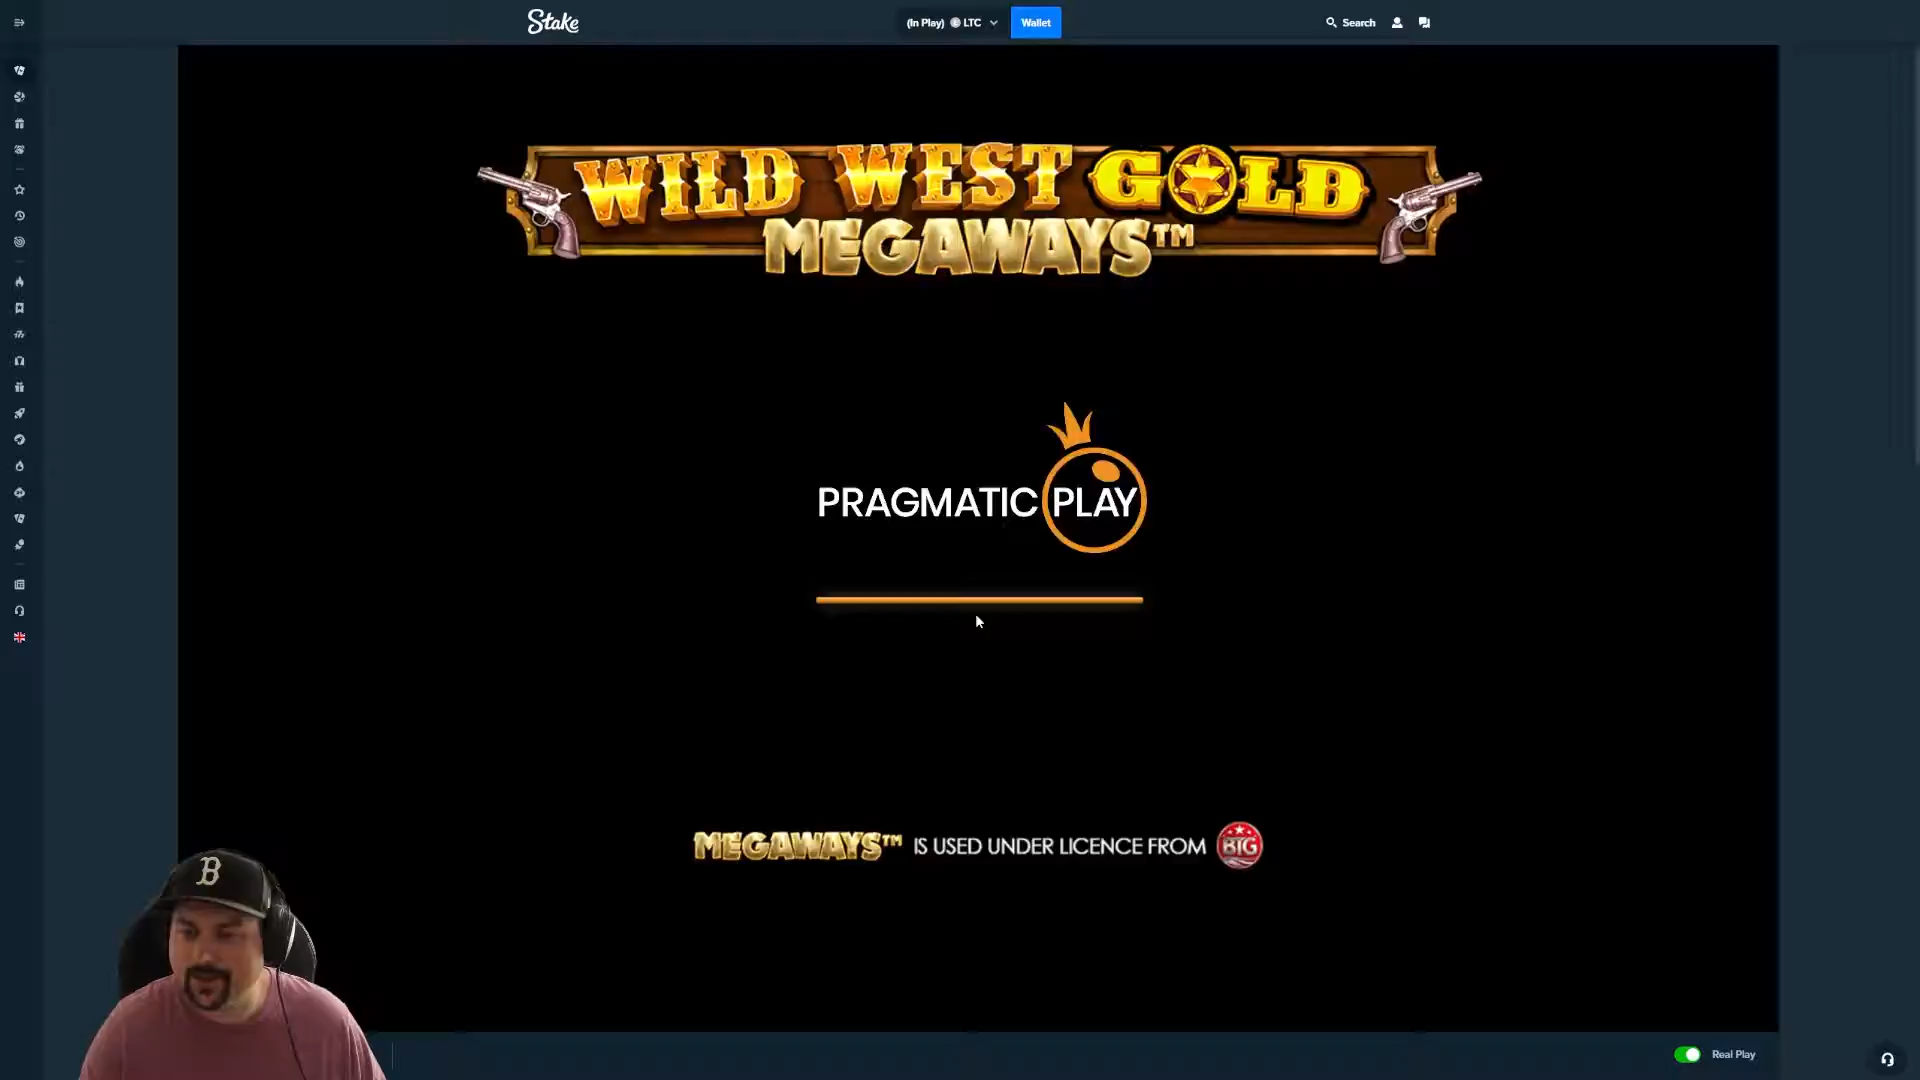 Stake
(In Play) LTC
Wallet
Search
WILD WEST GOLD
MEGAWAYS™
PRAGMATIC PLAY
MEGAWAYS™ IS USED UNDER LICENCE FROM BIG
B
Real Play